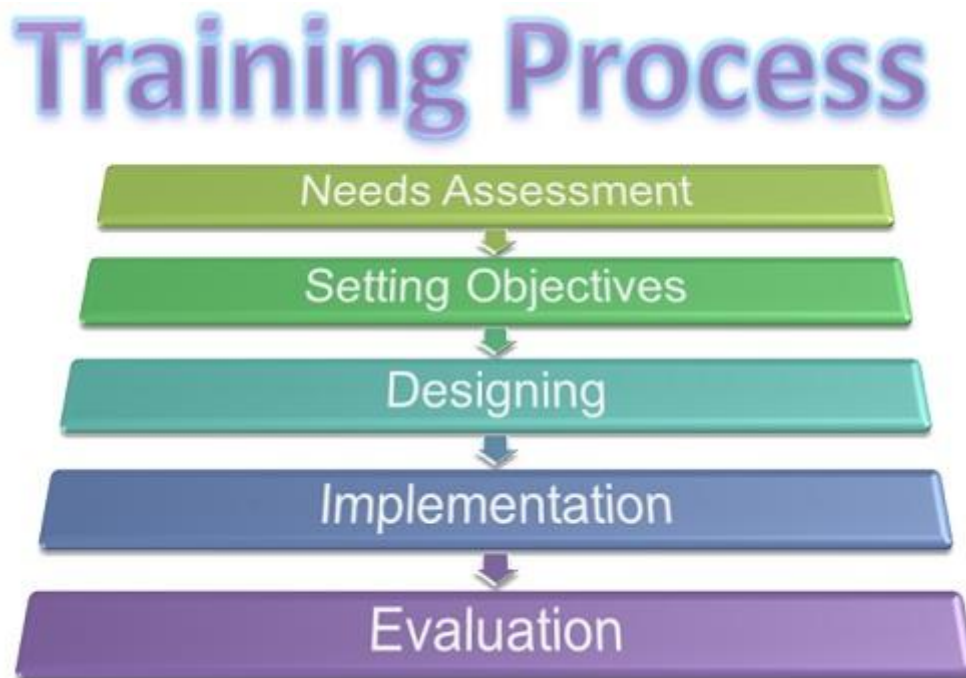 Training Process
Needs Assessment
Setting Objectives
Designing
Implementation
Evaluation